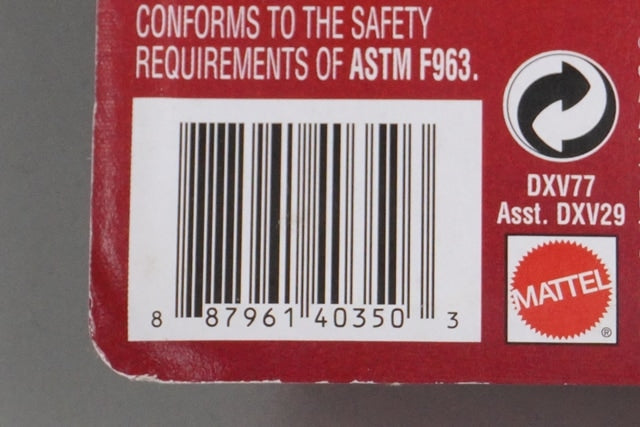 CONFORMS TO THE SAFETY
REQUIREMENTS OF ASTM F963.
DXV77
Asst. DXV29
MATTEL
®
8 87961 40350 3